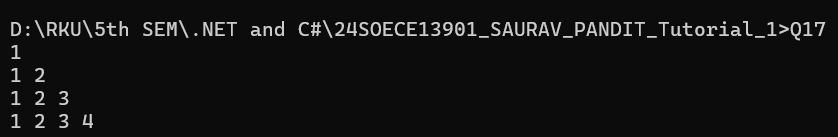 D:\RKU\5th SEM\.NET and C#\24SOECE13901_SAURAV_PANDIT_Tutorial_1>Q17
1
1 2
1 2 3
1 2 3 4